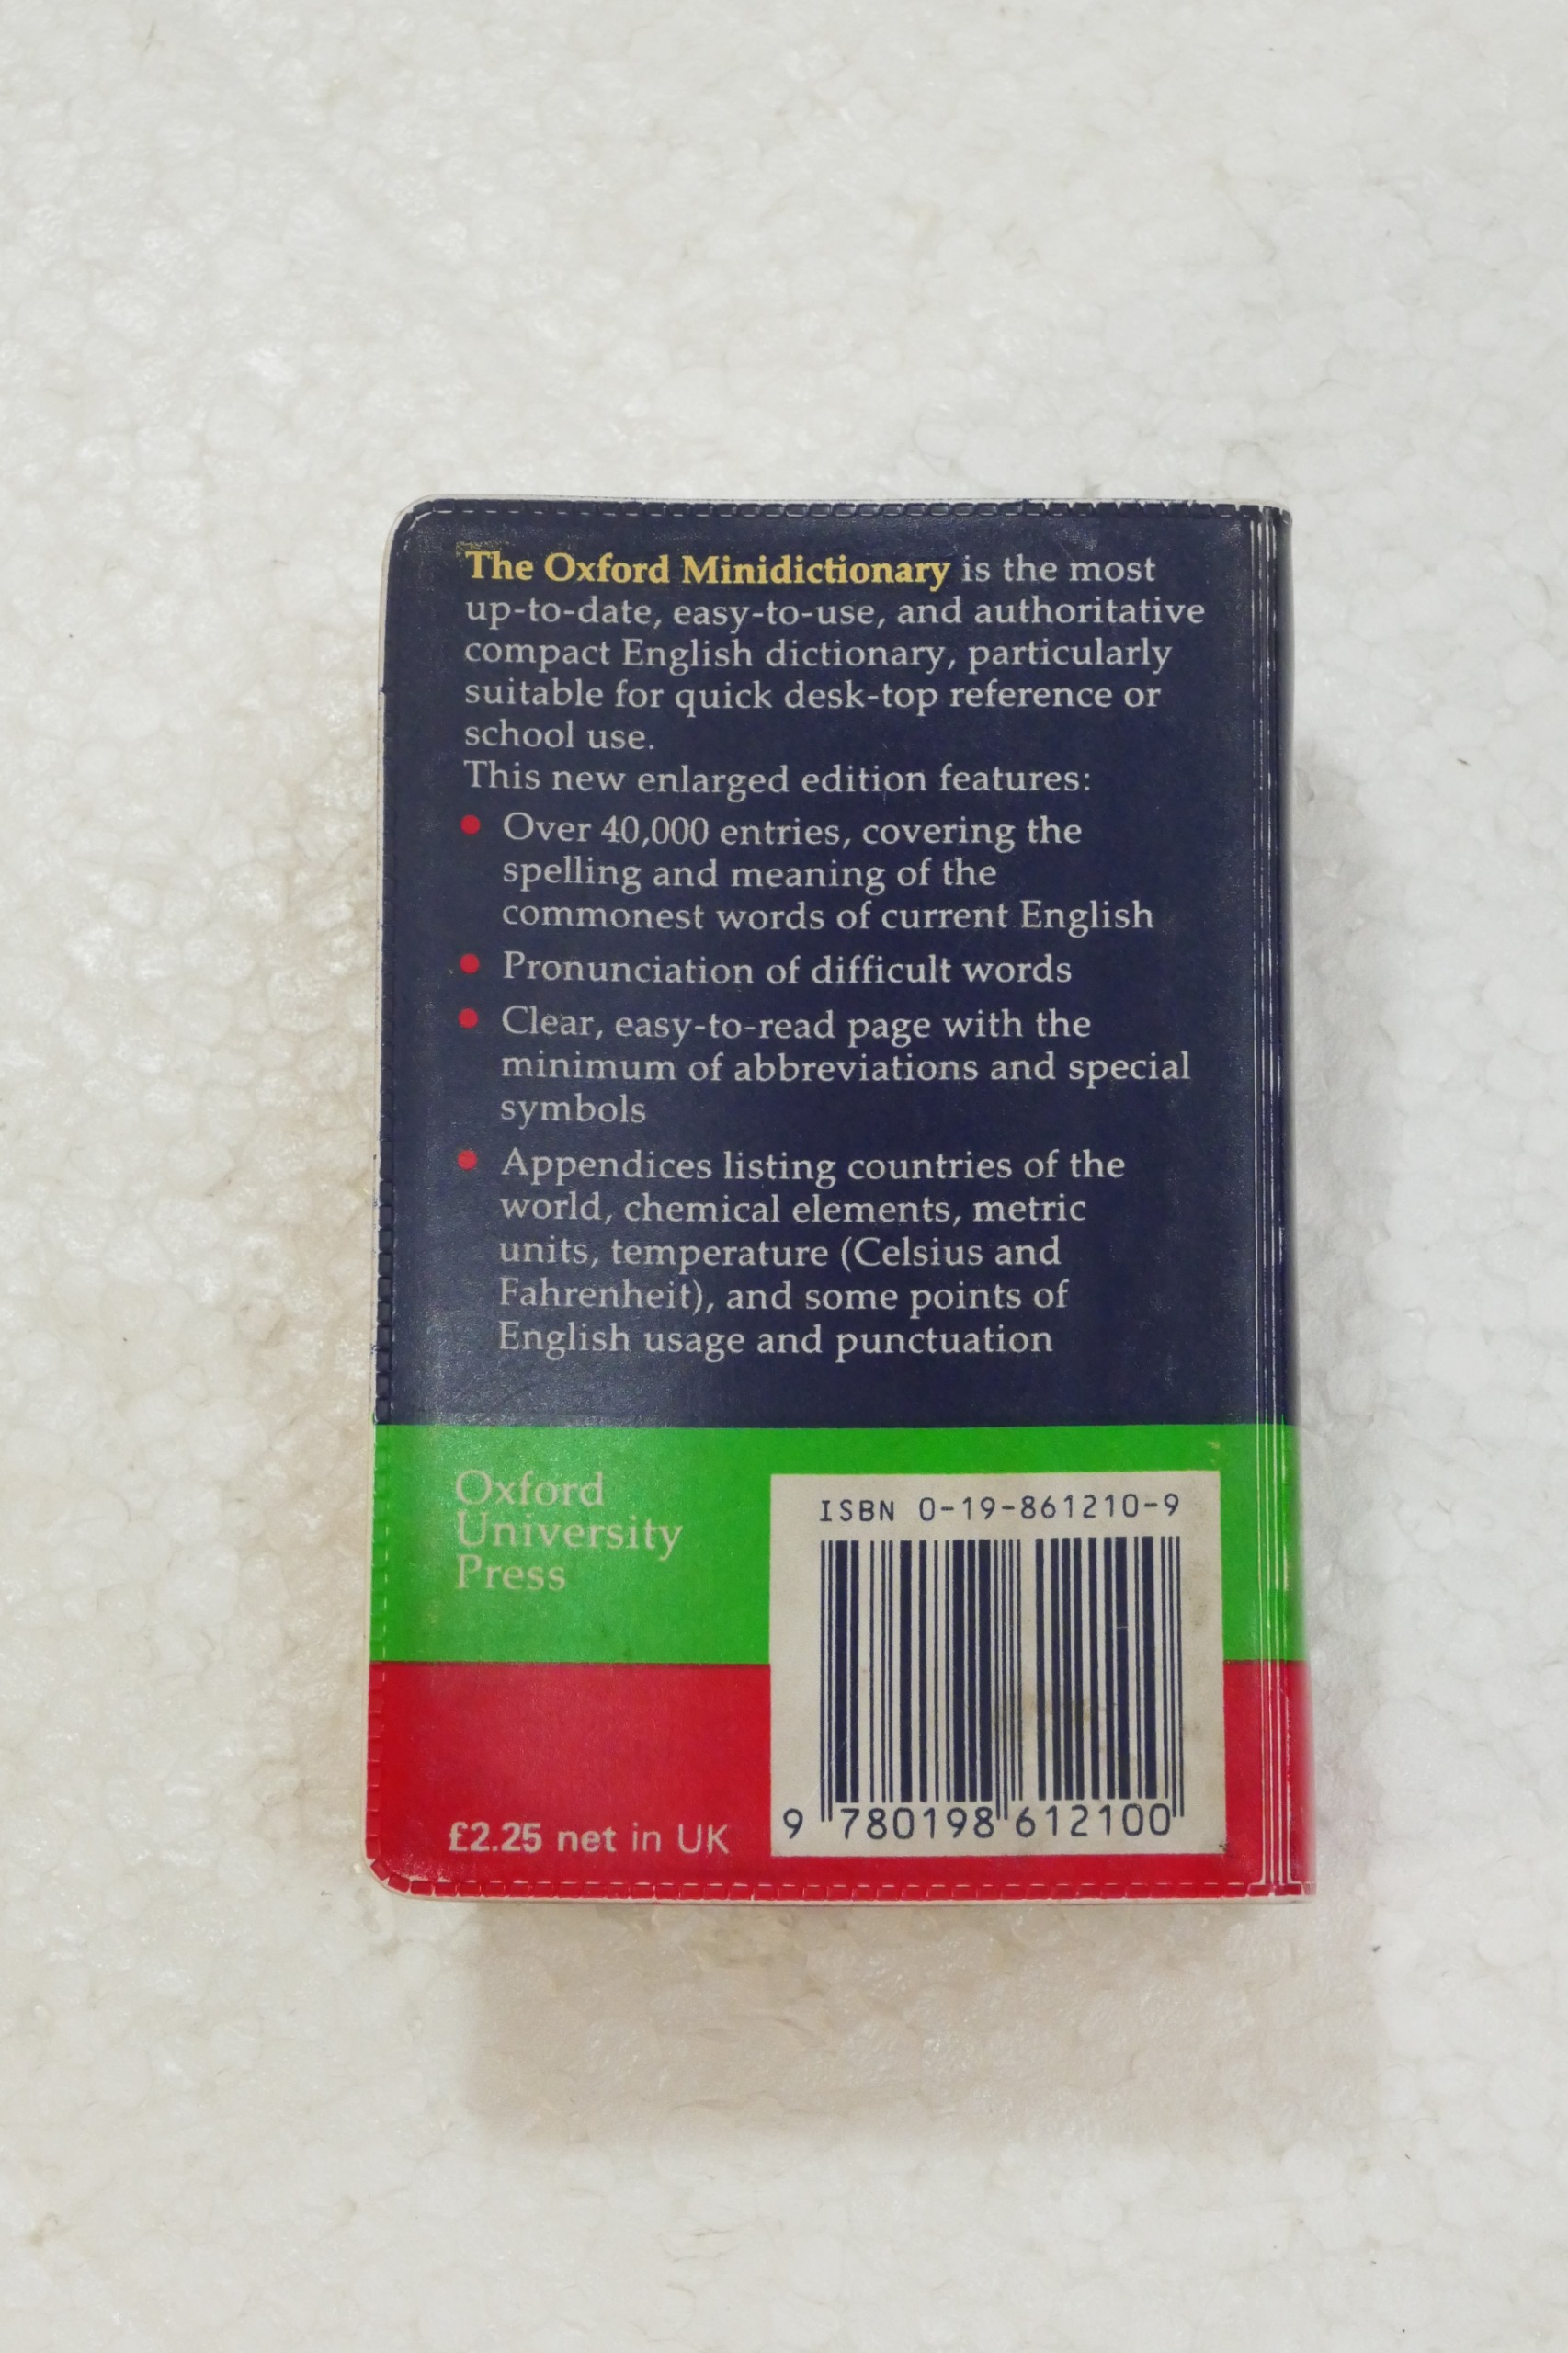 The Oxford Minidictionary is the most
up-to-date, easy-to-use, and authoritative
compact English dictionary, particularly
suitable for quick desk-top reference or
school use.
This new enlarged edition features:
• Over 40,000 entries, covering the
spelling and meaning of the
commonest words of current English
• Pronunciation of difficult words
• Clear, easy-to-read page with the
minimum of abbreviations and special
symbols
• Appendices listing countries of the
world, chemical elements, metric
units, temperature (Celsius and
Fahrenheit), and some points of
English usage and punctuation
Oxford
University
Press
£2.25 net in UK
ISBN 0-19-861210-9
9 780198 612100